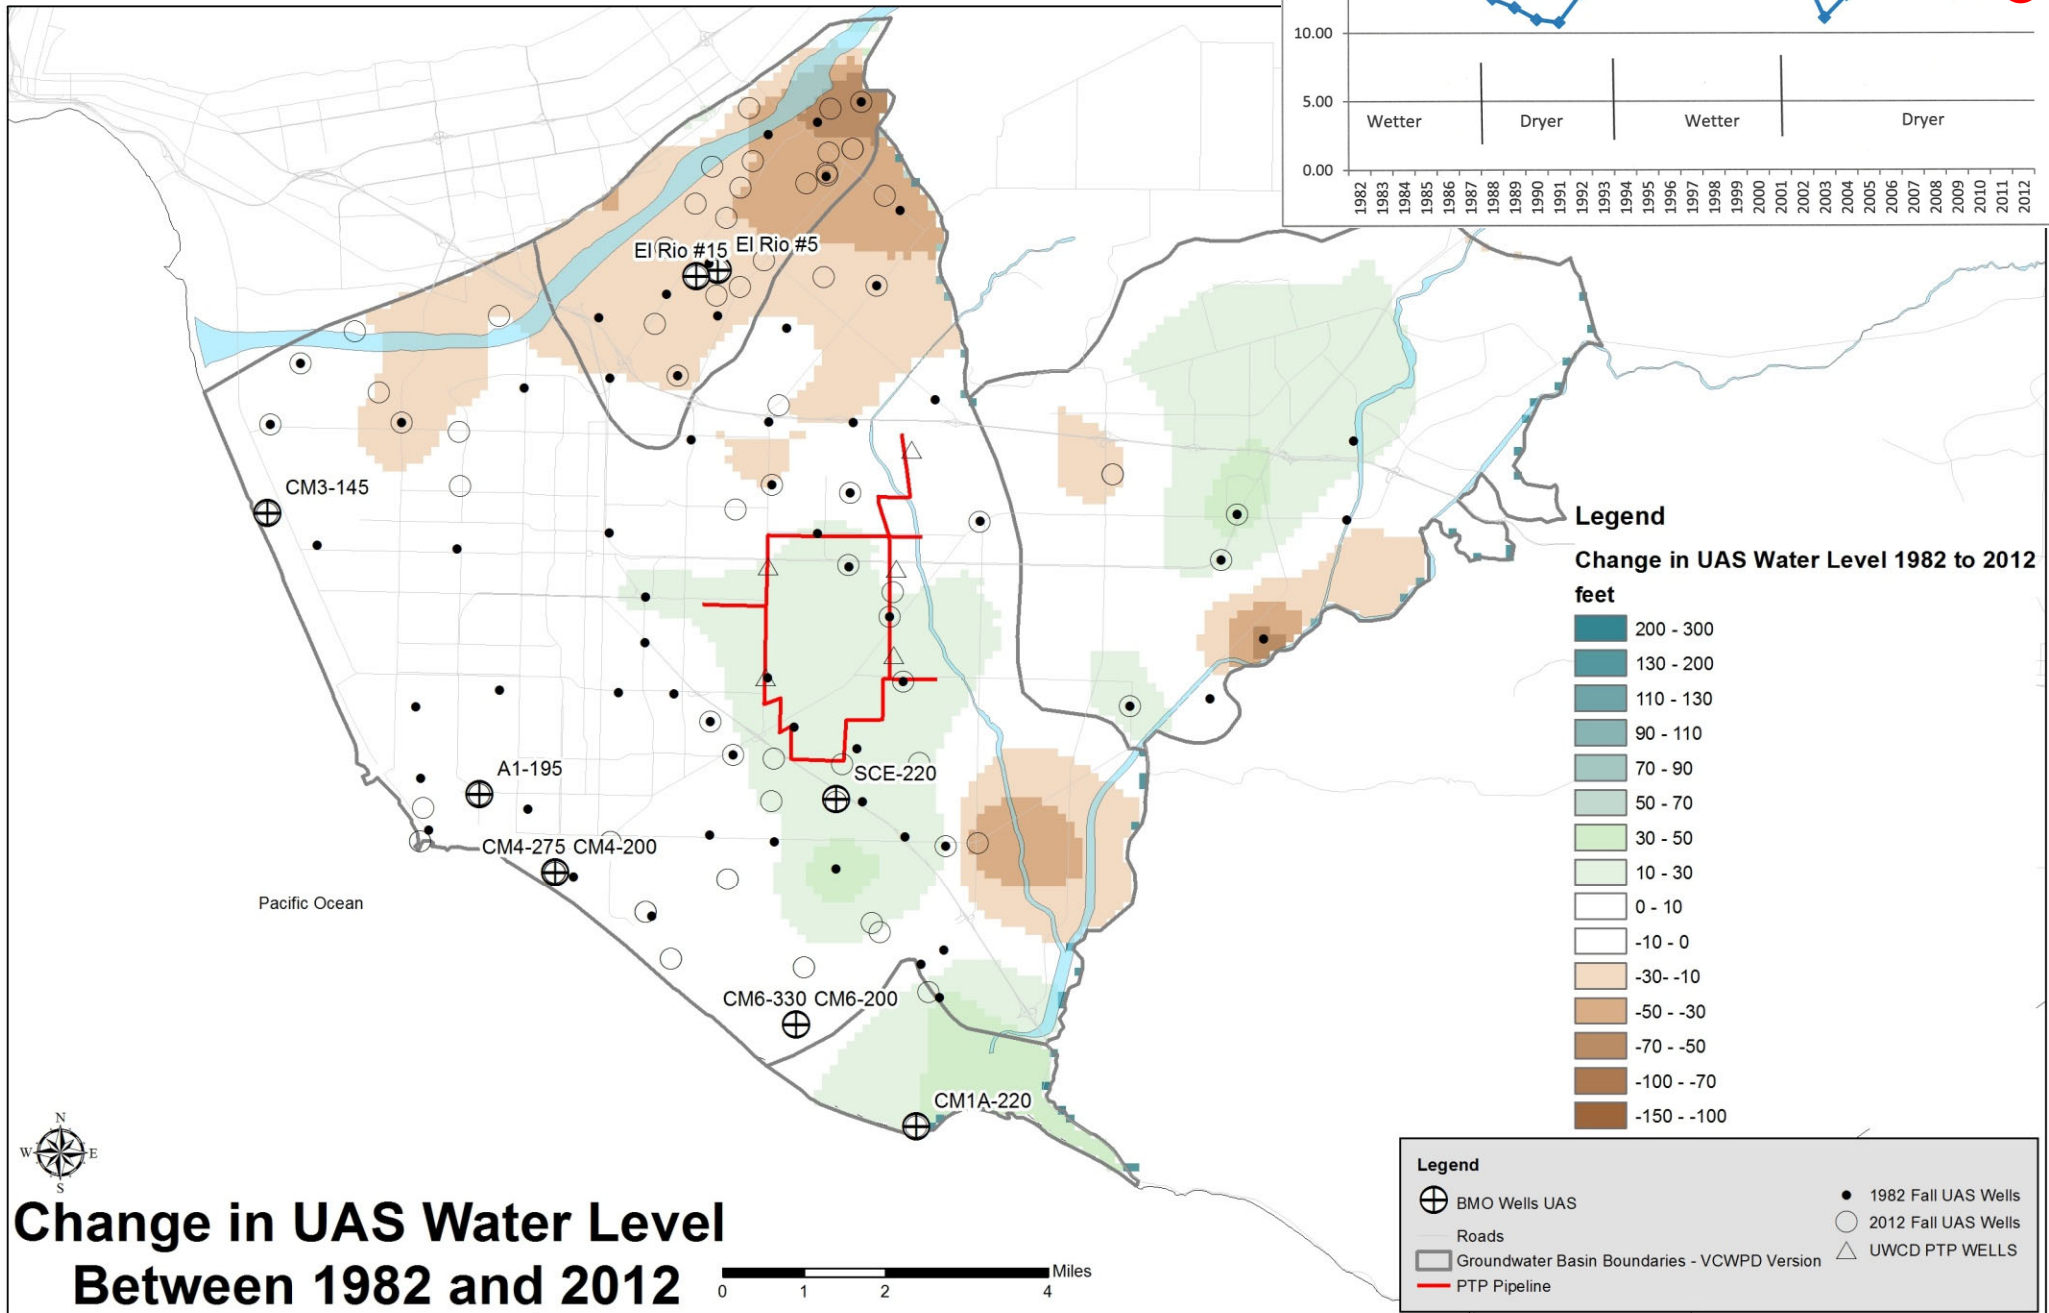 10.00
5.00
Wetter Dryer Wetter Dryer
0.00
1982 1983 1984 1985 1986 1987 1988 1989 1990 1991 1992 1993 1994 1995 1996 1997 1998 1999 2000 2001 2002 2003 2004 2005 2006 2007 2008 2009 2010 2011 2012
El Rio #15 El Rio #5
CM3-145
A1-195
SCE-220
CM4-275 CM4-200
Pacific Ocean
CM6-330 CM6-200
CM1A-220
Legend
Change in UAS Water Level 1982 to 2012
feet
200 - 300
130 - 200
110 - 130
90 - 110
70 - 90
50 - 70
30 - 50
10 - 30
0 - 10
-10 - 0
-30- -10
-50 - -30
-70 - -50
-100 - -70
-150 - -100
N
W E
S
Change in UAS Water Level
Between 1982 and 2012
Miles
0 1 2 4
Legend
BMO Wells UAS
Roads
Groundwater Basin Boundaries - VCWPD Version
PTP Pipeline
1982 Fall UAS Wells
2012 Fall UAS Wells
UWCD PTP WELLS